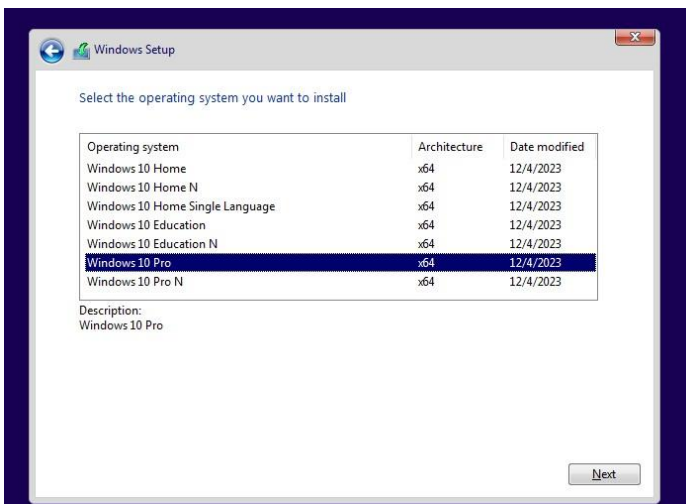 Windows Setup
Select the operating system you want to install
Operating system Architecture Date modified
Windows 10 Home x64 12/4/2023
Windows 10 Home N x64 12/4/2023
Windows 10 Home Single Language x64 12/4/2023
Windows 10 Education x64 12/4/2023
Windows 10 Education N x64 12/4/2023
Windows 10 Pro x64 12/4/2023
Windows 10 Pro N x64 12/4/2023
Description:
Windows 10 Pro
Next